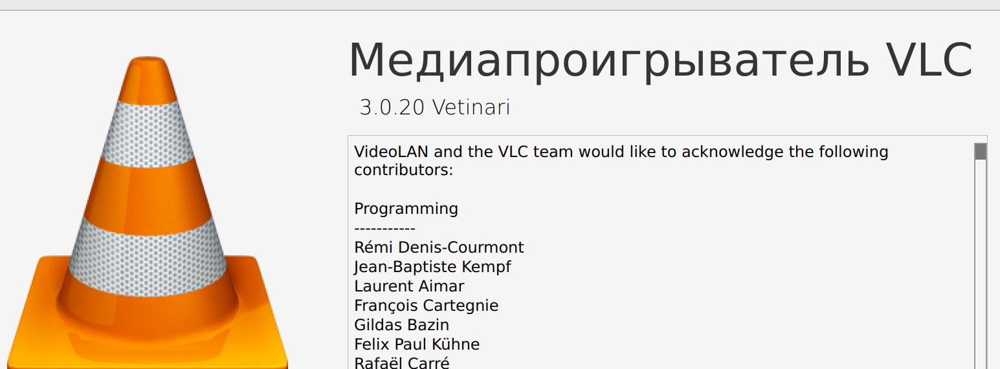 Медиапроигрыватель VLC
3.0.20 Vetinari
VideoLAN and the VLC team would like to acknowledge the following
contributors:
Programming
-----------
Rémi Denis-Courmont
Jean-Baptiste Kempf
Laurent Aimar
François Cartegnie
Gildas Bazin
Felix Paul Kühne
Rafaël Carré